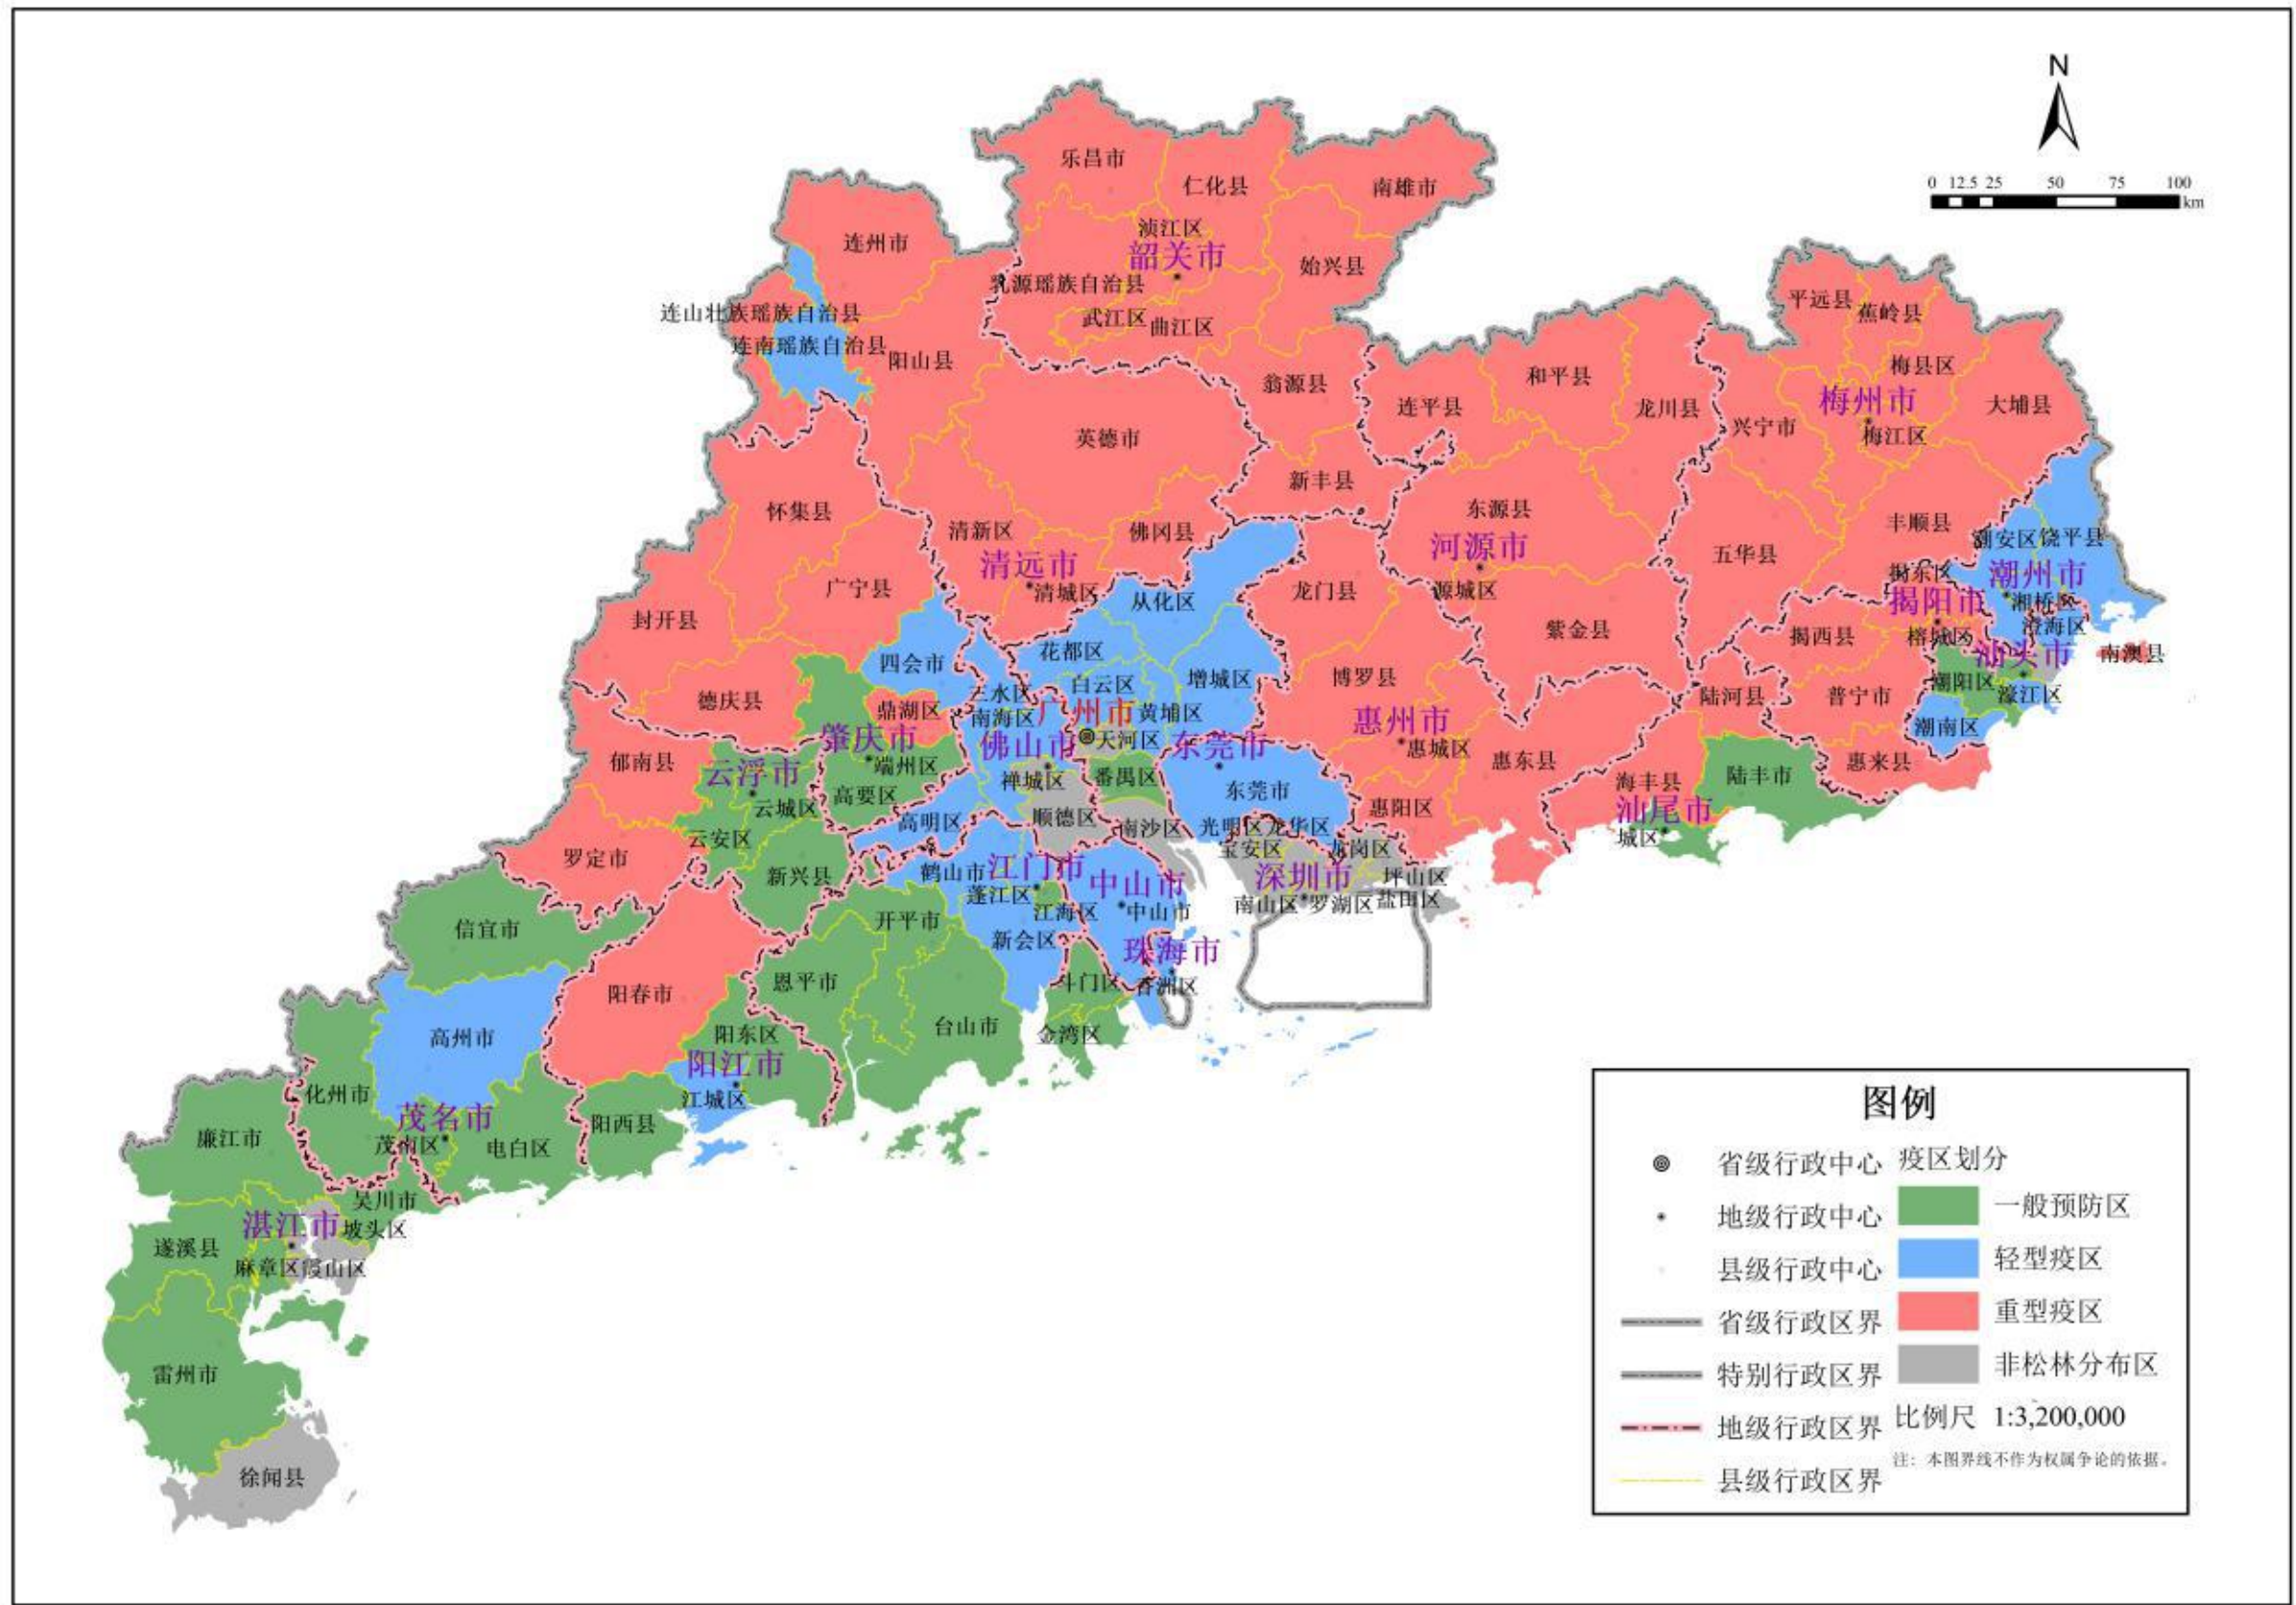 N
0 12.5 25 50 75 100
km
乐昌市
仁化县
南雄市
浈江区
韶关市
连州市
始兴县
乳源瑶族自治县
连山壮族瑶族自治县
武江区
曲江区
连南瑶族自治县
阳山县
平远县
蕉岭县
梅县区
翁源县
和平县
连平县
龙川县
梅州市
大埔县
兴宁市
梅江区
英德市
新丰县
怀集县
东源县
清新区
佛冈县
丰顺县
潮安区
饶平县
河源市
五华县
清远市
揭东区
潮州市
广宁县
清城区
从化区
龙门县
源城区
揭阳市
湘桥区
封开县
紫金县
揭西县
榕城区
澄海区
花都区
四会市
汕头市
南澳县
白云区
增城区
博罗县
三水区
潮阳区
濠江区
德庆县
鼎湖区
南海区
广州市
黄埔区
陆河县
普宁市
惠州市
潮南区
肇庆市
佛山市
天河区
东莞市
惠城区
郁南县
云浮市
端州区
惠东县
惠来县
禅城区
番禺区
海丰县
陆丰市
高要区
东莞市
云城区
惠阳区
汕尾市
高明区
顺德区
南沙区
光明区
龙华区
城区
云安区
宝安区
龙岗区
罗定市
新兴县
鹤山市
江门市
深圳市
坪山区
中山市
蓬江区
南山区
罗湖区
盐田区
江海区
中山市
信宜市
开平市
新会区
珠海市
恩平市
斗门区
香洲区
阳春市
高州市
阳东区
台山市
金湾区
阳江市
化州市
江城区
茂名市
阳西县
廉江市
茂南区
电白区
吴川市
湛江市
坡头区
遂溪县
麻章区
霞山区
雷州市
徐闻县
图例
省级行政中心
疫区划分
一般预防区
地级行政中心
轻型疫区
县级行政中心
重型疫区
省级行政区界
非松林分布区
特别行政区界
地级行政区界
比例尺 1:3,200,000
注：本图界线不作为权属争论的依据。
县级行政区界